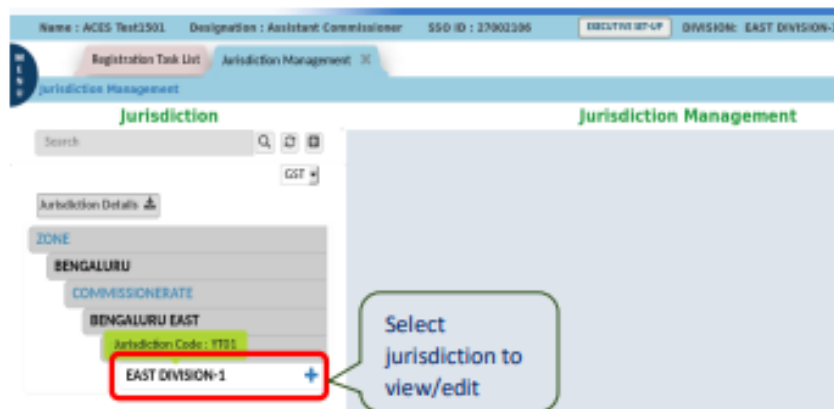 Name : ACES Test1501 Designation : Assistant Commissioner SSO ID : 27002106 EXECUTIVE SET-UP DIVISION: EAST DIVISION-
MENU
Registration Task List Jurisdiction Management
Jurisdiction Management
Jurisdiction
Jurisdiction Management
Search
GST
Jurisdiction Details
ZONE
BENGALURU
COMMISSIONERATE
BENGALURU EAST
Jurisdiction Code : YT01
EAST DIVISION-1
Select
jurisdiction to
view/edit